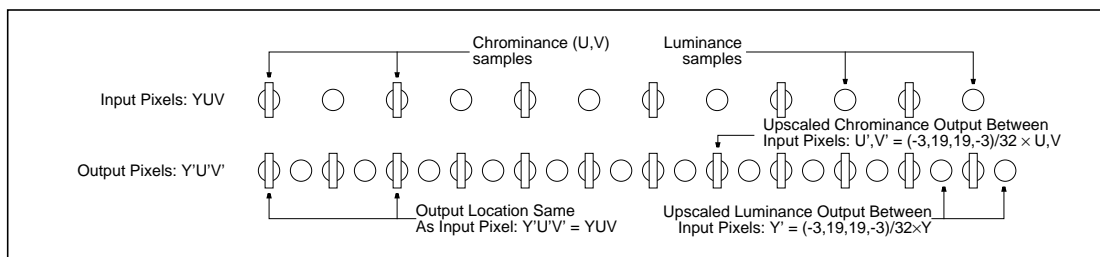 Chrominance (U,V)
samples
Luminance
samples
Input Pixels: YUV
Upscaled Chrominance Output Between
Input Pixels: U',V' = (-3,19,19,-3)/32 × U,V
Output Pixels: Y'U'V'
Output Location Same
As Input Pixel: Y'U'V' = YUV
Upscaled Luminance Output Between
Input Pixels: Y' = (-3,19,19,-3)/32×Y